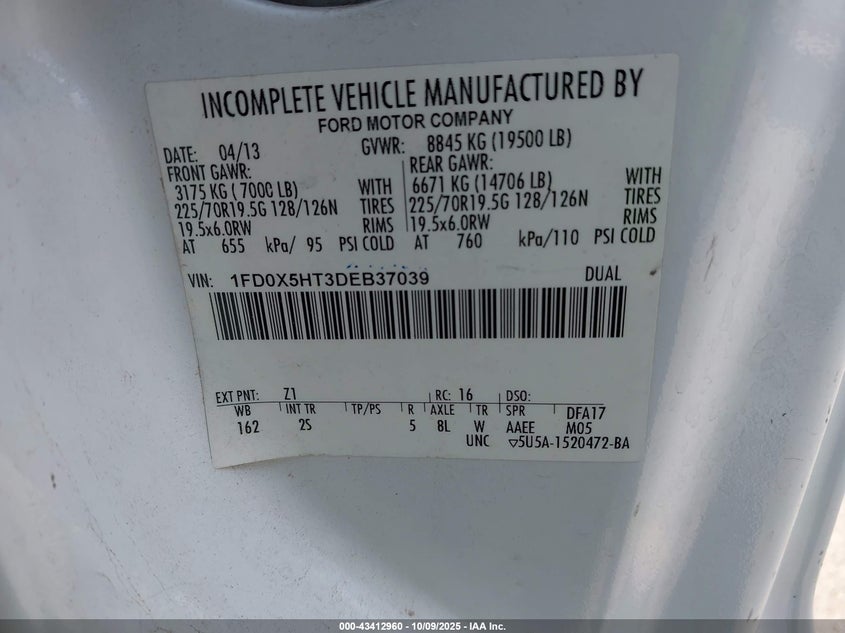 INCOMPLETE VEHICLE MANUFACTURED BY
FORD MOTOR COMPANY
DATE: 04/13 GVWR: 8845 KG (19500 LB)
FRONT GAWR: REAR GAWR:
3175 KG ( 7000 LB) WITH 6671 KG (14706 LB) WITH
225/70R19.5G 128/126N TIRES 225/70R19.5G 128/126N TIRES
19.5x6.0RW RIMS 19.5x6.0RW RIMS
AT 655 kPa/ 95 PSI COLD AT 760 kPa/110 PSI COLD
VIN: 1FD0X5HT3DEB37039 DUAL
EXT PNT: Z1 RC: 16 DSO:
WB INT TR TP/PS R AXLE TR SPR DFA17
162 2S 5 8L W AAEE M05
UNC ▽5U5A-1520472-BA
000-43412960 - 10/09/2025 - IAA Inc.